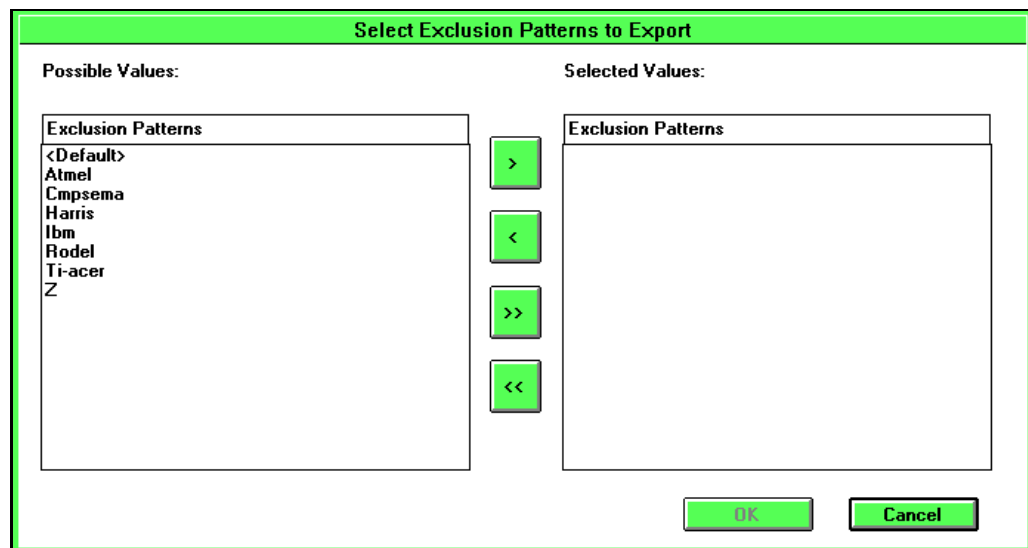 Select Exclusion Patterns to Export
Possible Values:
Selected Values:
Exclusion Patterns
Exclusion Patterns
<Default>
Atmel
Cmpsema
Harris
Ibm
Rodel
Ti-acer
Z
>
<
>>
<<
OK
Cancel